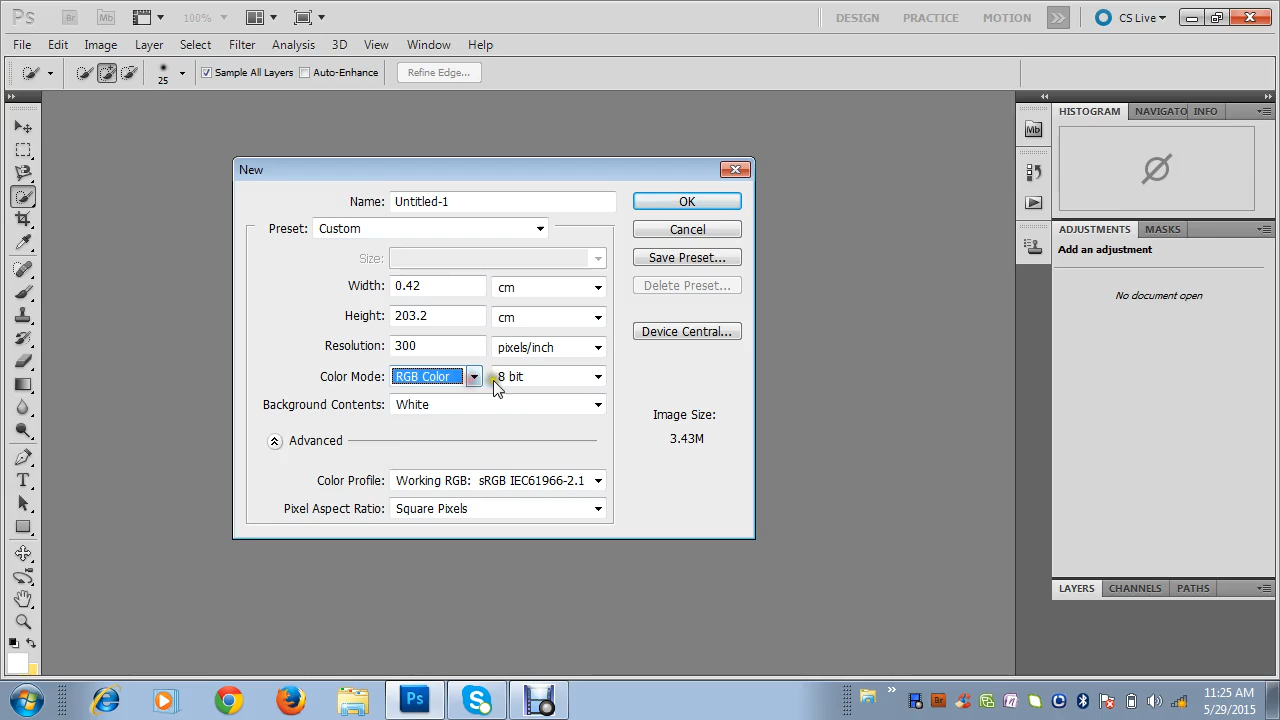 Ps Br Mb 100% DESIGN PRACTICE MOTION CS Live
File Edit Image Layer Select Filter Analysis 3D View Window Help
25 Sample All Layers Auto-Enhance Refine Edge...
HISTOGRAM NAVIGATO INFO
Mb
New
Name: Untitled-1 OK
Preset: Custom Cancel
Size: Save Preset...
Width: 0.42 cm Delete Preset...
Height: 203.2 cm
Device Central...
Resolution: 300 pixels/inch
Color Mode: RGB Color 8 bit
Background Contents: White
Image Size:
3.43M
Advanced
Color Profile: Working RGB: sRGB IEC61966-2.1
Pixel Aspect Ratio: Square Pixels
ADJUSTMENTS MASKS
Add an adjustment
No document open
LAYERS CHANNELS PATHS
T
Ps
Br
11:25 AM
5/29/2015